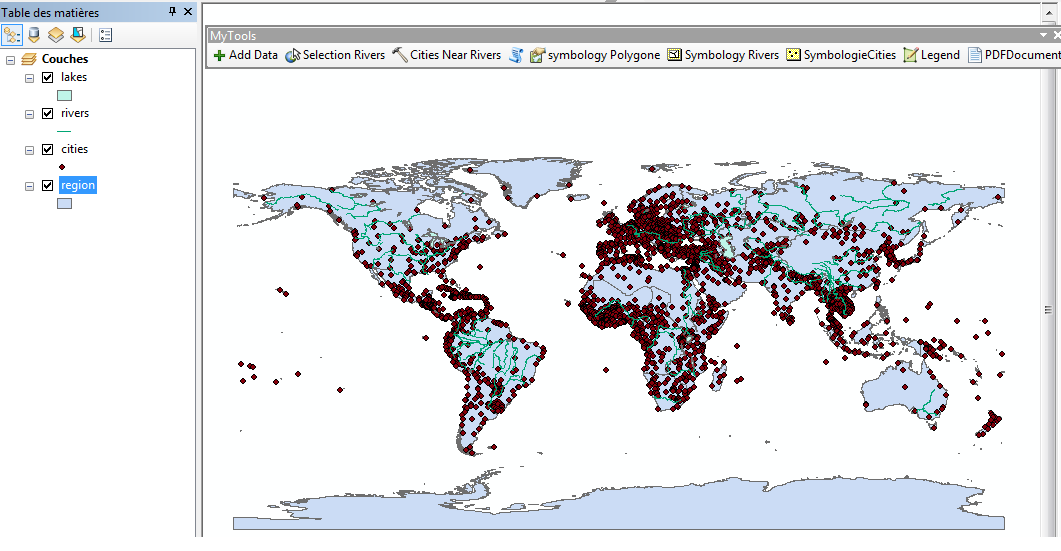 Table des matières
Couches
lakes
rivers
cities
region
MyTools
Add Data Selection Rivers Cities Near Rivers symbology Polygone Symbology Rivers SymbologieCities Legend PDFDocument